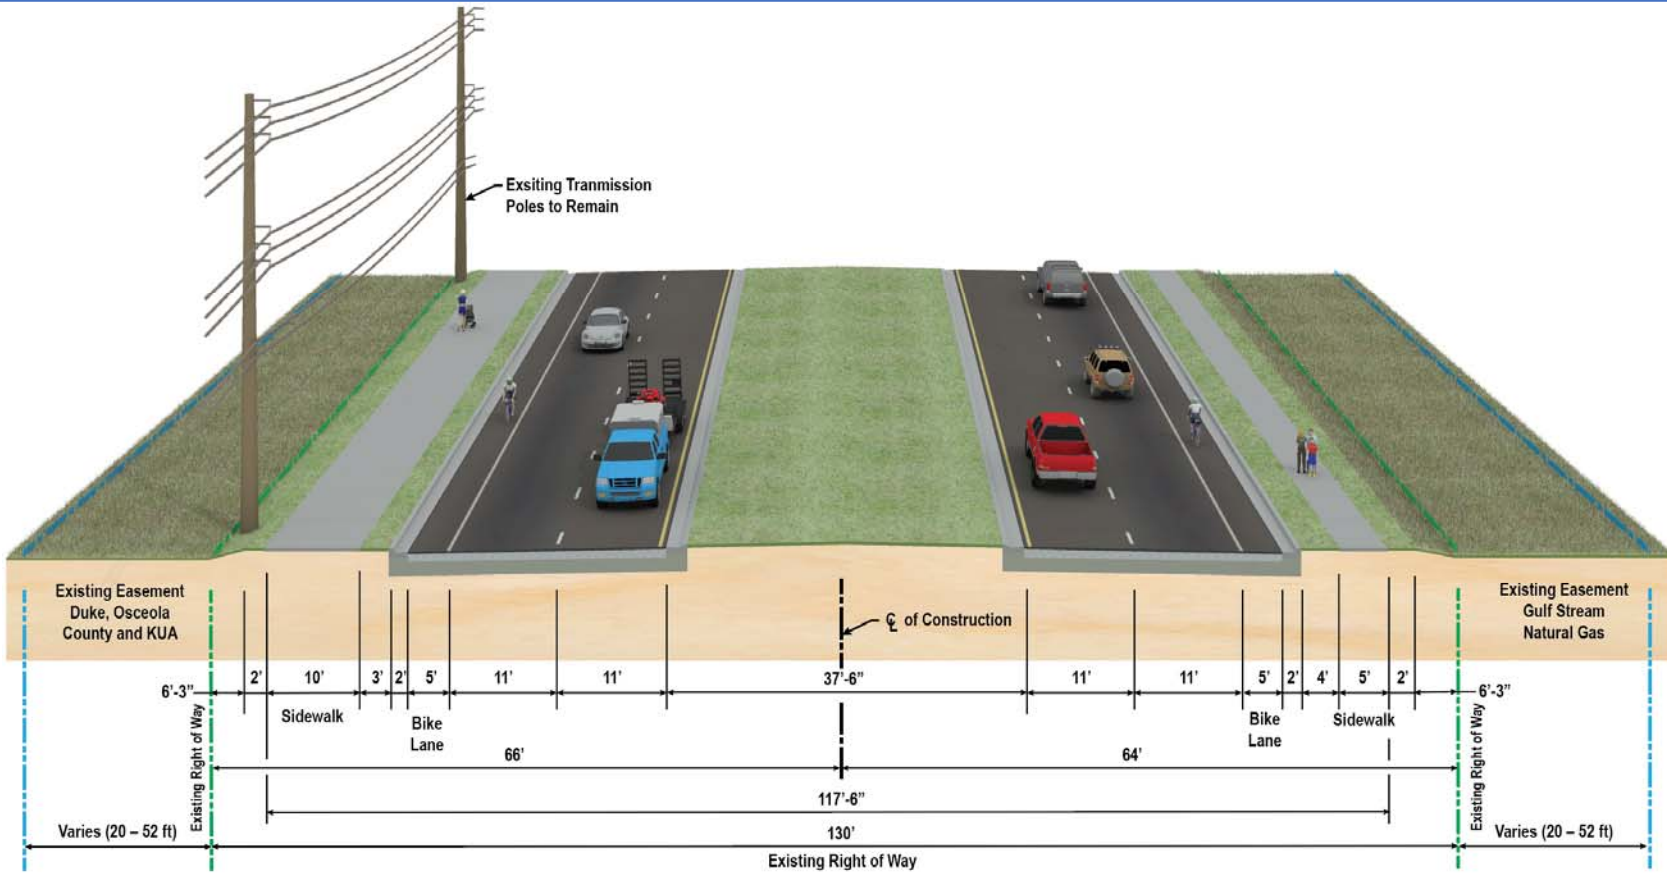 Exsiting Tranmission
Poles to Remain
Existing Easement
Duke, Osceola
County and KUA
℄ of Construction
Existing Easement
Gulf Stream
Natural Gas
6’-3”
2’
10’
3’
2’
5’
11’
11’
37’-6”
11’
11’
5’
2’
4’
5’
2’
6’-3”
Sidewalk
Bike
Lane
Bike
Lane
Sidewalk
Existing Right of Way
66’
64’
Existing Right of Way
117’-6”
Varies (20 – 52 ft)
130’
Varies (20 – 52 ft)
Existing Right of Way